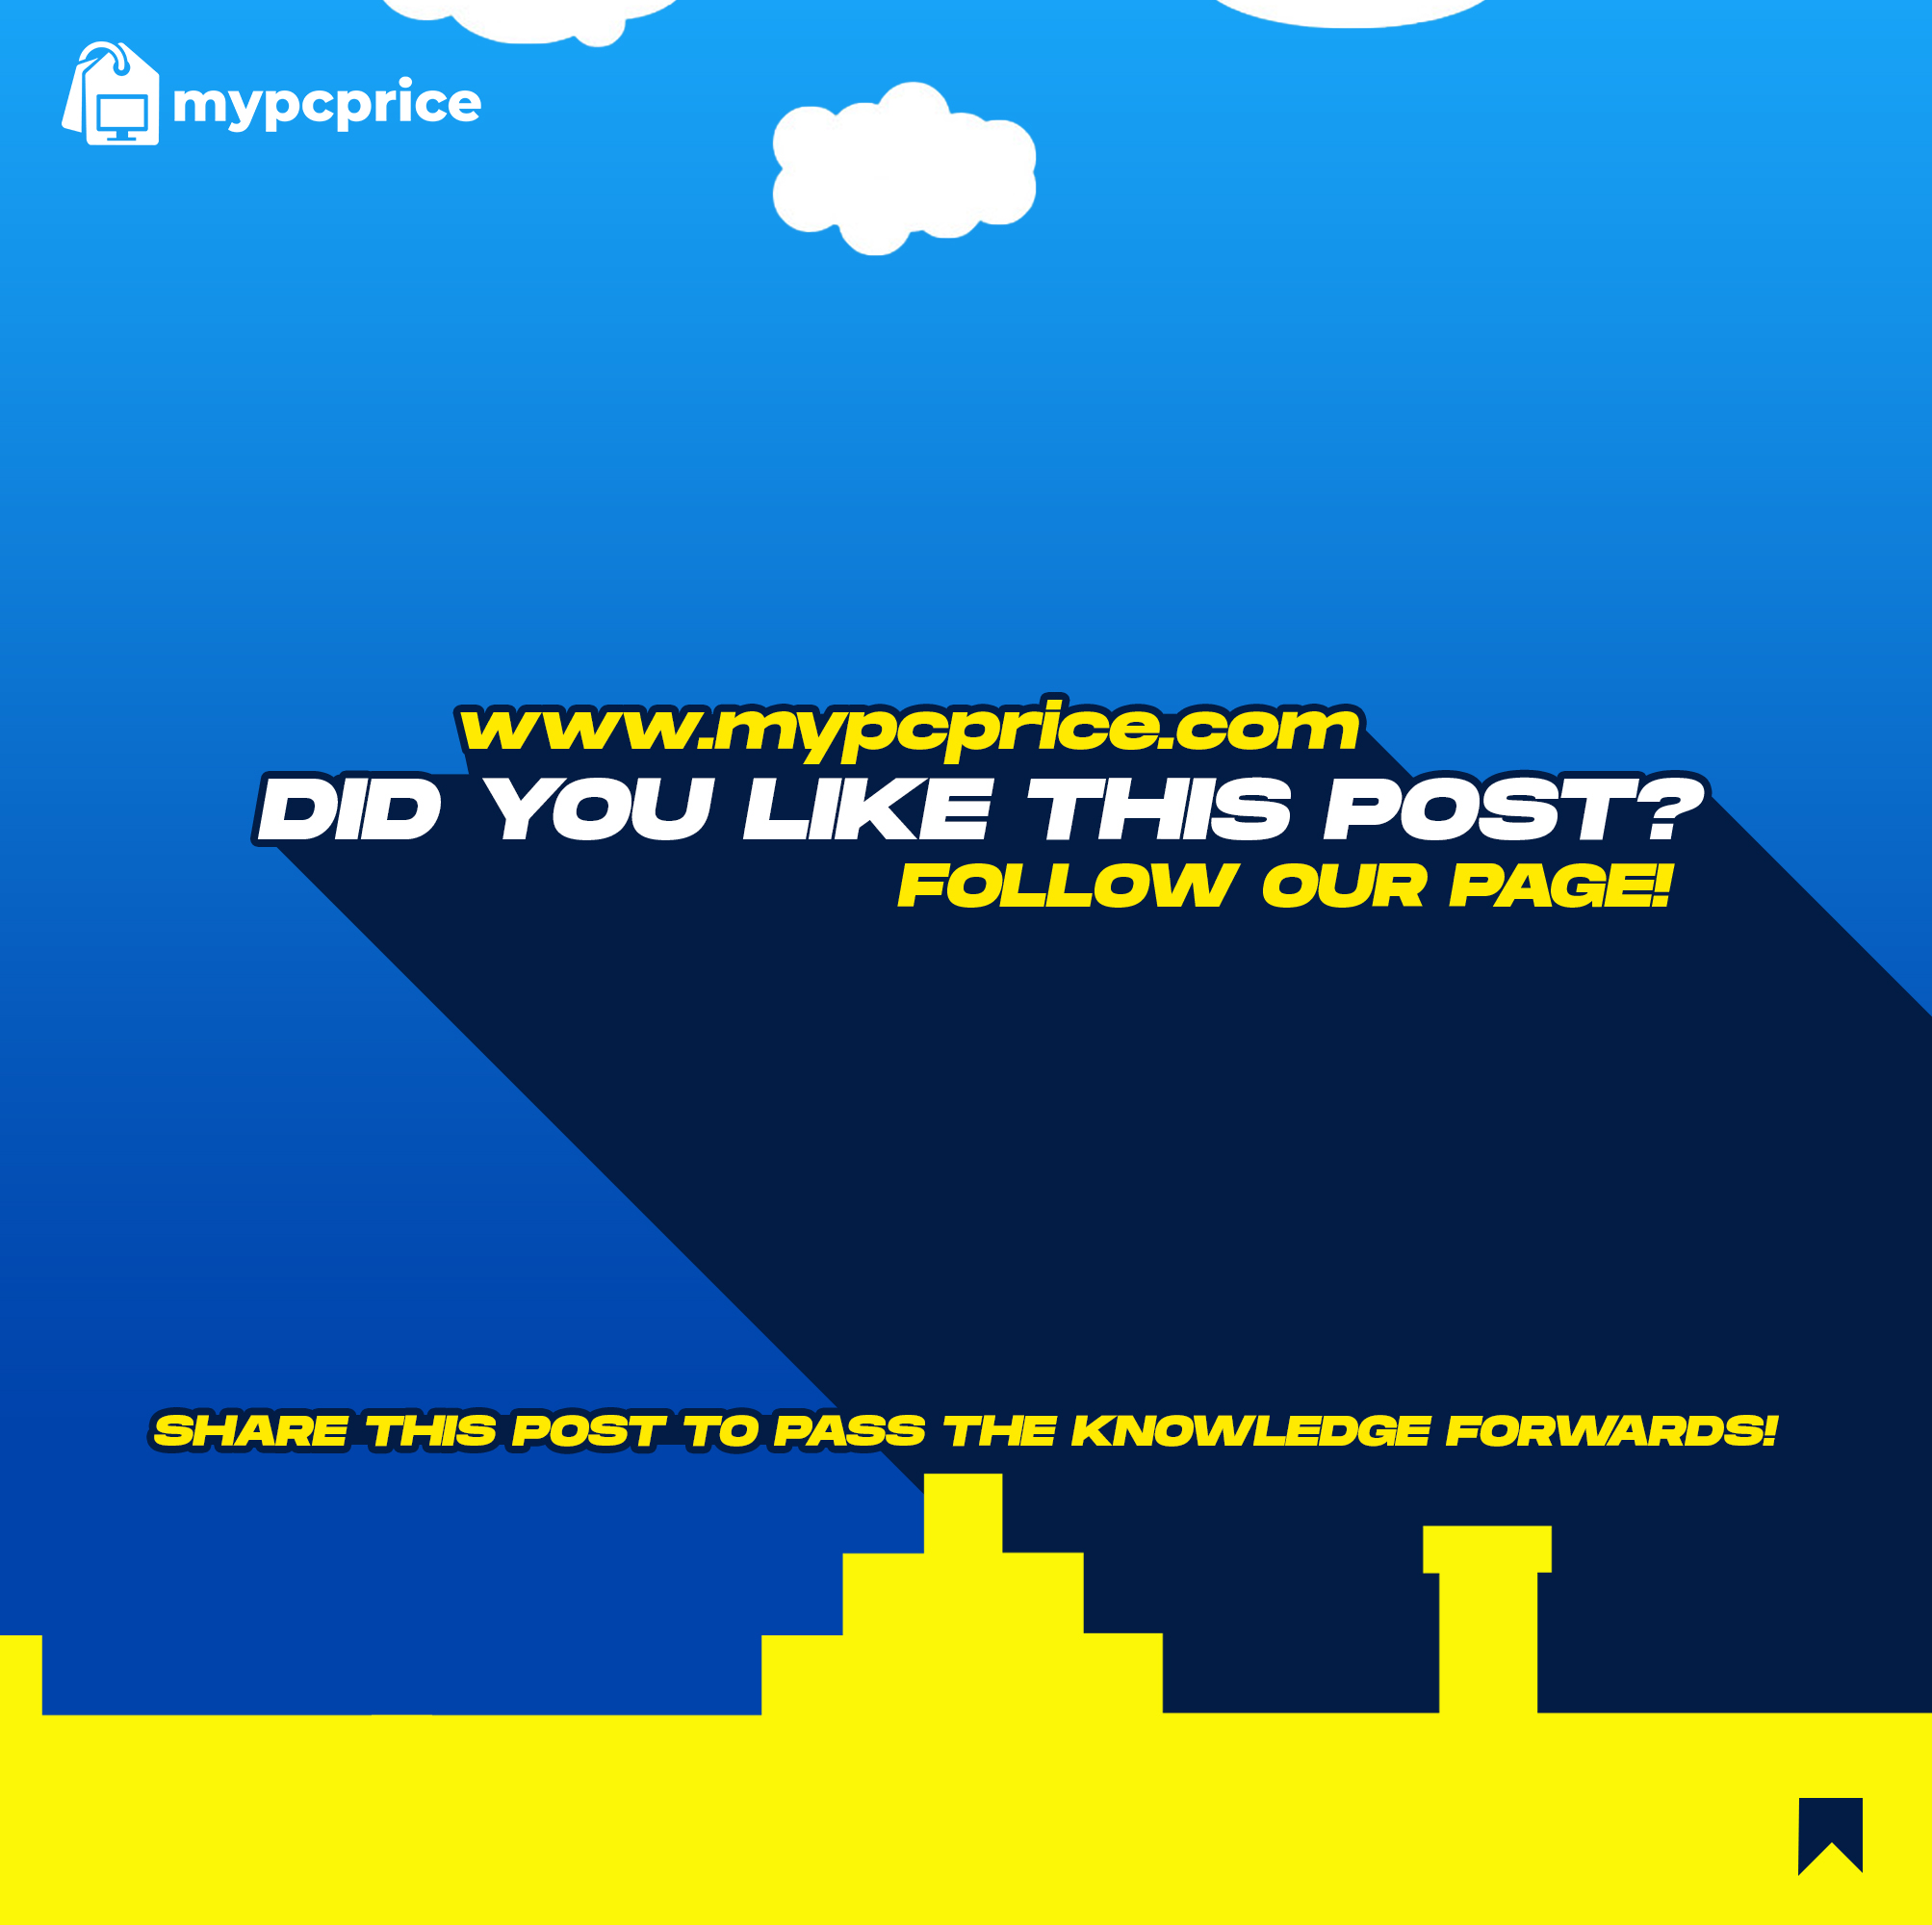 mypcprice
www.mypcprice.com
DID YOU LIKE THIS POST?
FOLLOW OUR PAGE!
SHARE THIS POST TO PASS THE KNOWLEDGE FORWARDS!